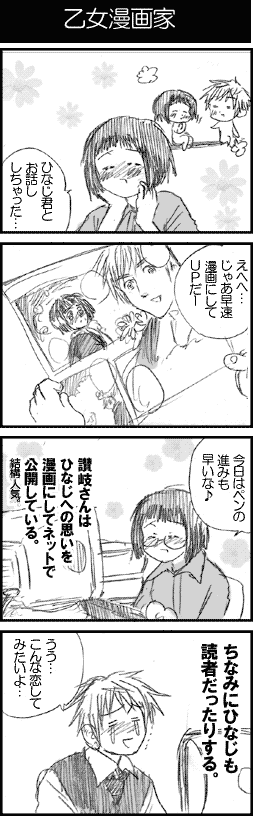 乙女漫画家
ひなじ君と
お話し
しちゃった…
えへへ…
じゃあ早速
漫画にして
UPだー
今日はペンの
進みも
早いな♪
讃岐さんは
ひなじへの思いを
漫画にしてネットで
公開している。
結構人気。
ちなみにひなじも
読者だったりする。
うう…
こんな恋して
みたいよ…